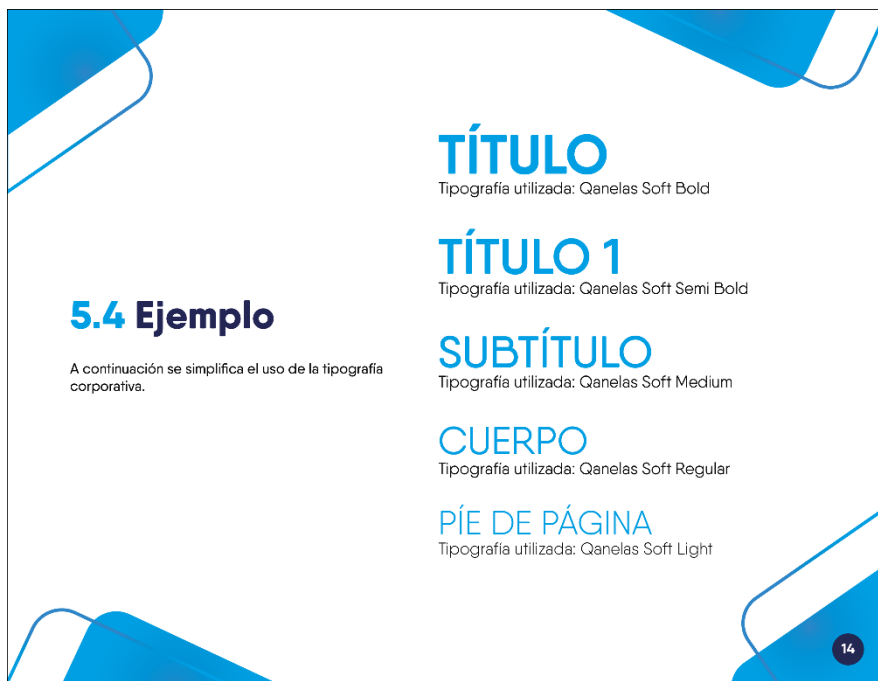 5.4 Ejemplo
A continuación se simplifica el uso de la tipografía
corporativa.
TÍTULO
Tipografía utilizada: Qanelas Soft Bold
TÍTULO 1
Tipografía utilizada: Qanelas Soft Semi Bold
SUBTÍTULO
Tipografía utilizada: Qanelas Soft Medium
CUERPO
Tipografía utilizada: Qanelas Soft Regular
PÍE DE PÁGINA
Tipografía utilizada: Qanelas Soft Light
14